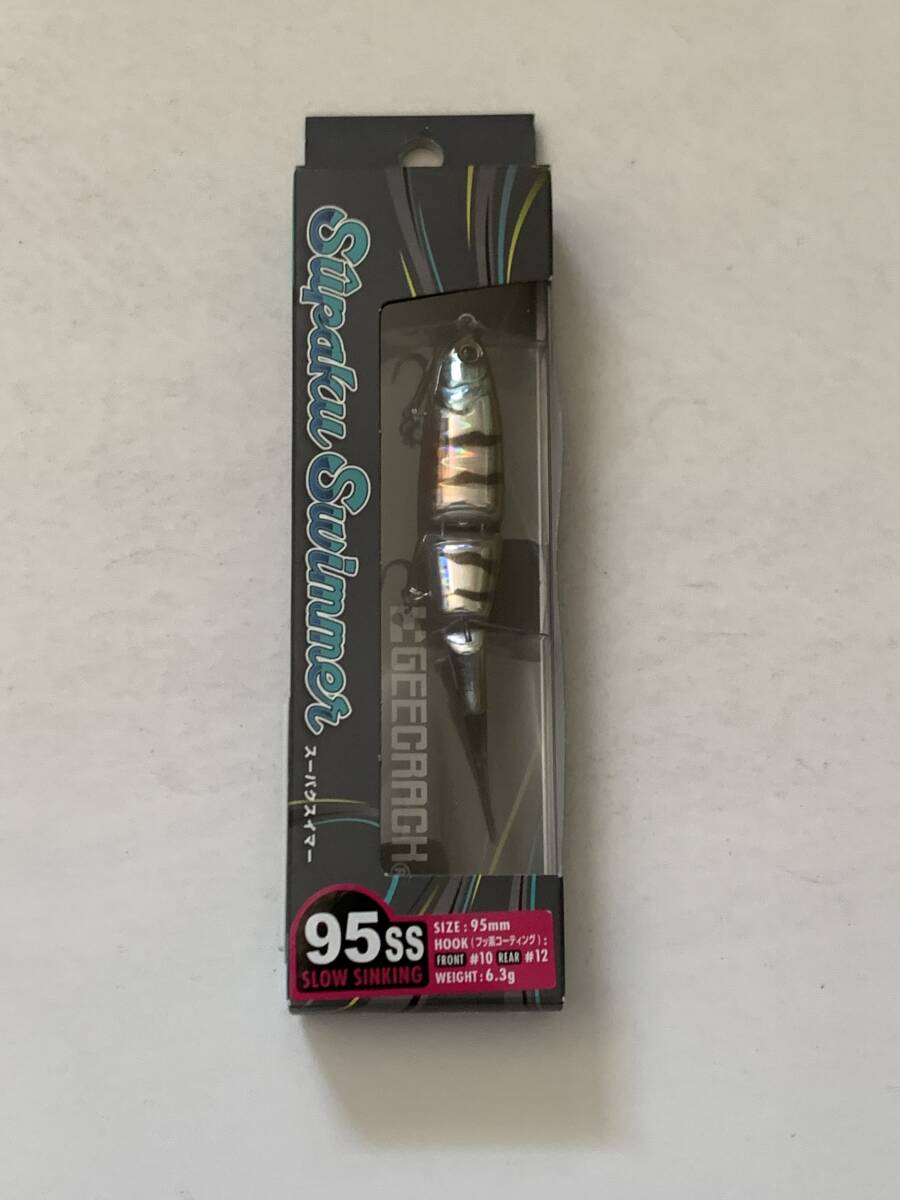 Sûpaku Swimmer
スーパクスイマー
GEECRACK®
95SS
SLOW SINKING
SIZE : 95mm
HOOK ( フッ素コーティング ) :
FRONT #10 REAR #12
WEIGHT : 6.3g